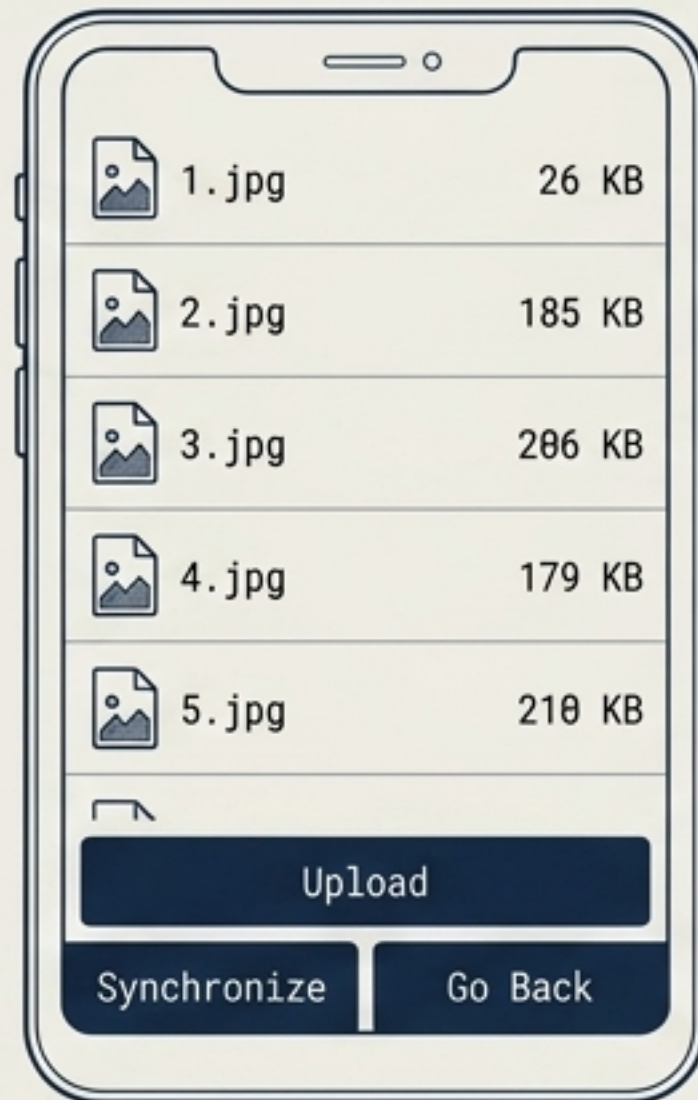 1.jpg 26 KB
2.jpg 185 KB
3.jpg 206 KB
4.jpg 179 KB
5.jpg 210 KB
Upload
Synchronize Go Back